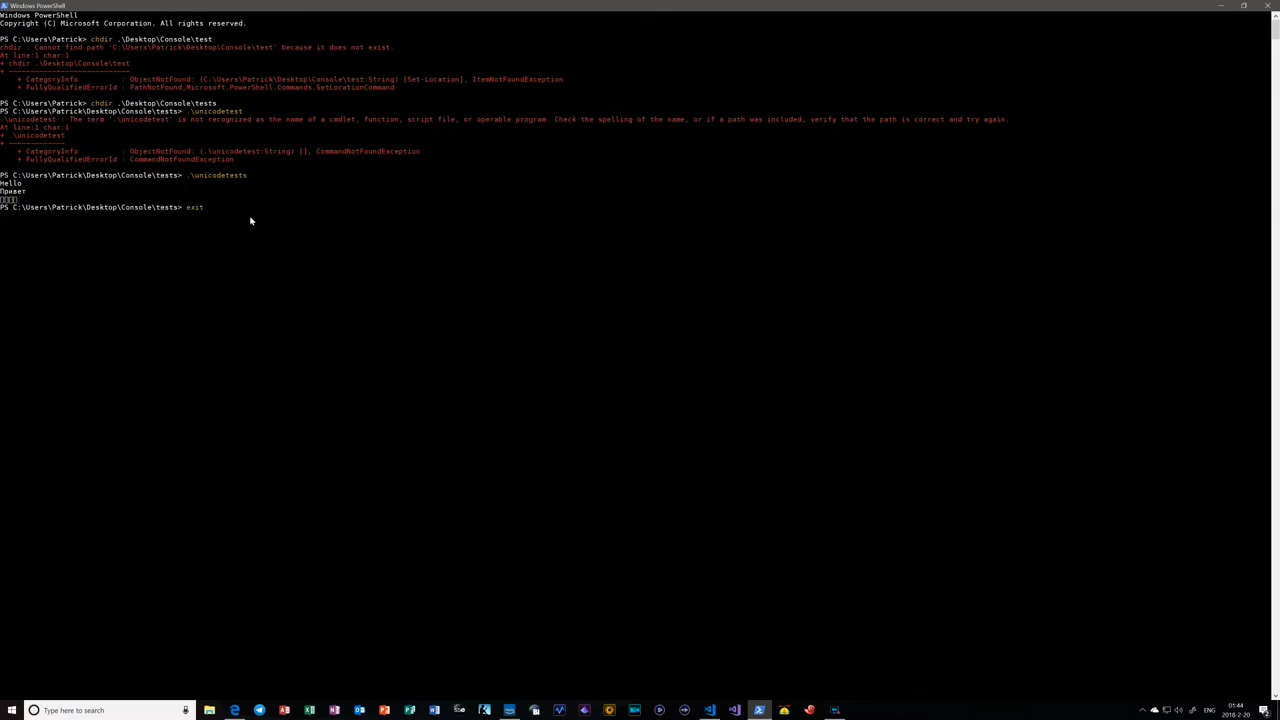 Windows PowerShell
Windows PowerShell
Copyright (C) Microsoft Corporation. All rights reserved.
PS C:\Users\Patrick> chdir .\Desktop\Console\test
chdir : Cannot find path 'C:\Users\Patrick\Desktop\Console\test' because it does not exist.
At line:1 char:1
+ chdir .\Desktop\Console\test
+ ~~~~~~~~~~~~~~~~~~~~~~~~~~~~
+ CategoryInfo : ObjectNotFound: (C:\Users\Patrick\Desktop\Console\test:String) [Set-Location], ItemNotFoundException
+ FullyQualifiedErrorId : PathNotFound,Microsoft.PowerShell.Commands.SetLocationCommand
PS C:\Users\Patrick> chdir .\Desktop\Console\tests
PS C:\Users\Patrick\Desktop\Console\tests> .\unicodetest
.\unicodetest : The term '.\unicodetest' is not recognized as the name of a cmdlet, function, script file, or operable program. Check the spelling of the name, or if a path was included, verify that the path is correct and try again.
At line:1 char:1
+ .\unicodetest
+ ~~~~~~~~~~~~~
+ CategoryInfo : ObjectNotFound: (.\unicodetest:String) [], CommandNotFoundException
+ FullyQualifiedErrorId : CommandNotFoundException
PS C:\Users\Patrick\Desktop\Console\tests> .\unicodetests
Hello
Привет
▯▯▯▯
PS C:\Users\Patrick\Desktop\Console\tests> exit
Type here to search
ENG
01:44
2018-2-20